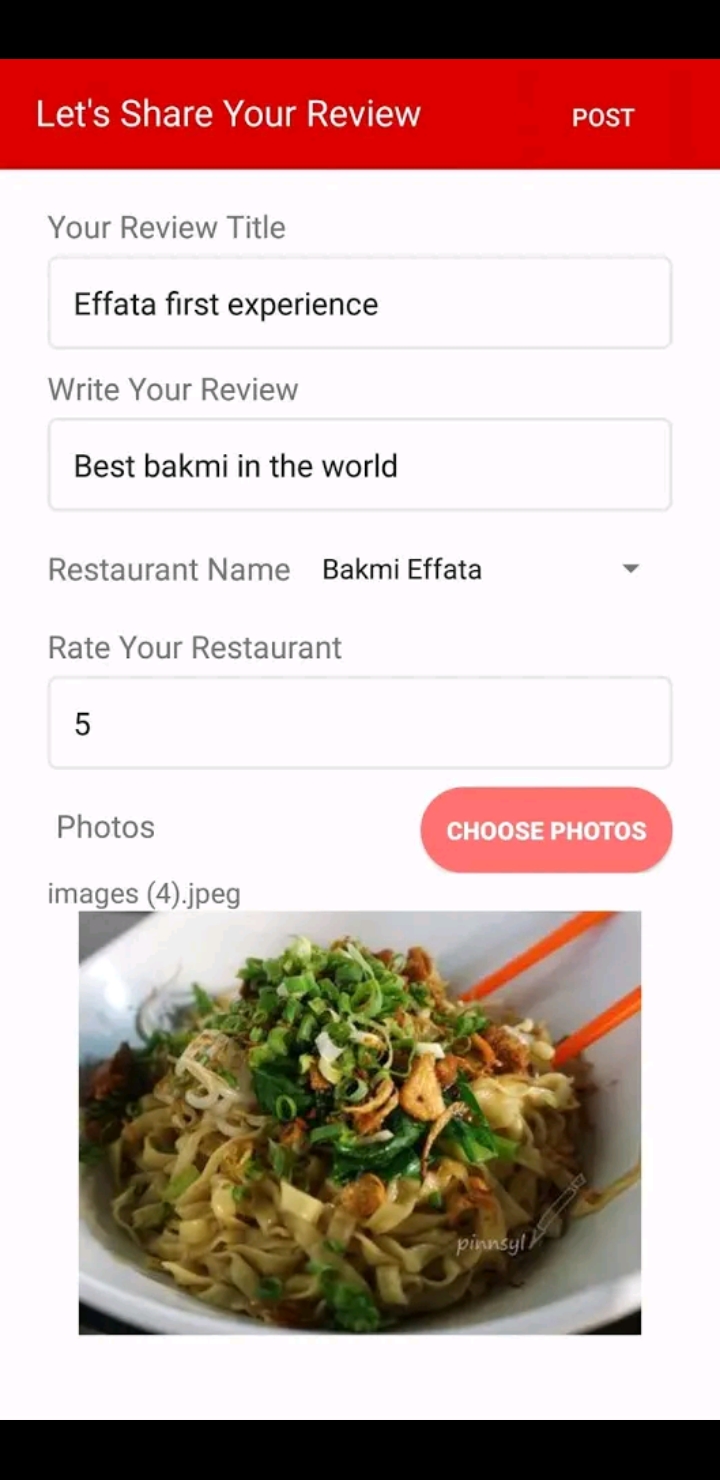 Let's Share Your Review
POST
Your Review Title
Effata first experience
Write Your Review
Best bakmi in the world
Restaurant Name
Bakmi Effata
Rate Your Restaurant
5
Photos
CHOOSE PHOTOS
images (4).jpeg
pinnsyl